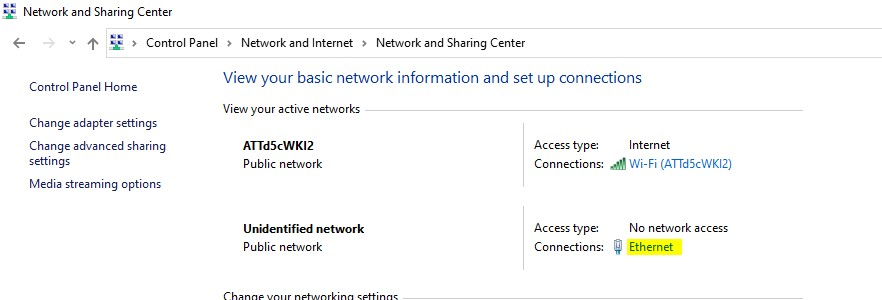 Network and Sharing Center
Control Panel > Network and Internet > Network and Sharing Center
Control Panel Home
Change adapter settings
Change advanced sharing
settings
Media streaming options
View your basic network information and set up connections
View your active networks
ATTd5cWKI2
Public network
Access type: Internet
Connections: Wi-Fi (ATTd5cWKI2)
Unidentified network
Public network
Access type: No network access
Connections: Ethernet
Change your networking settings